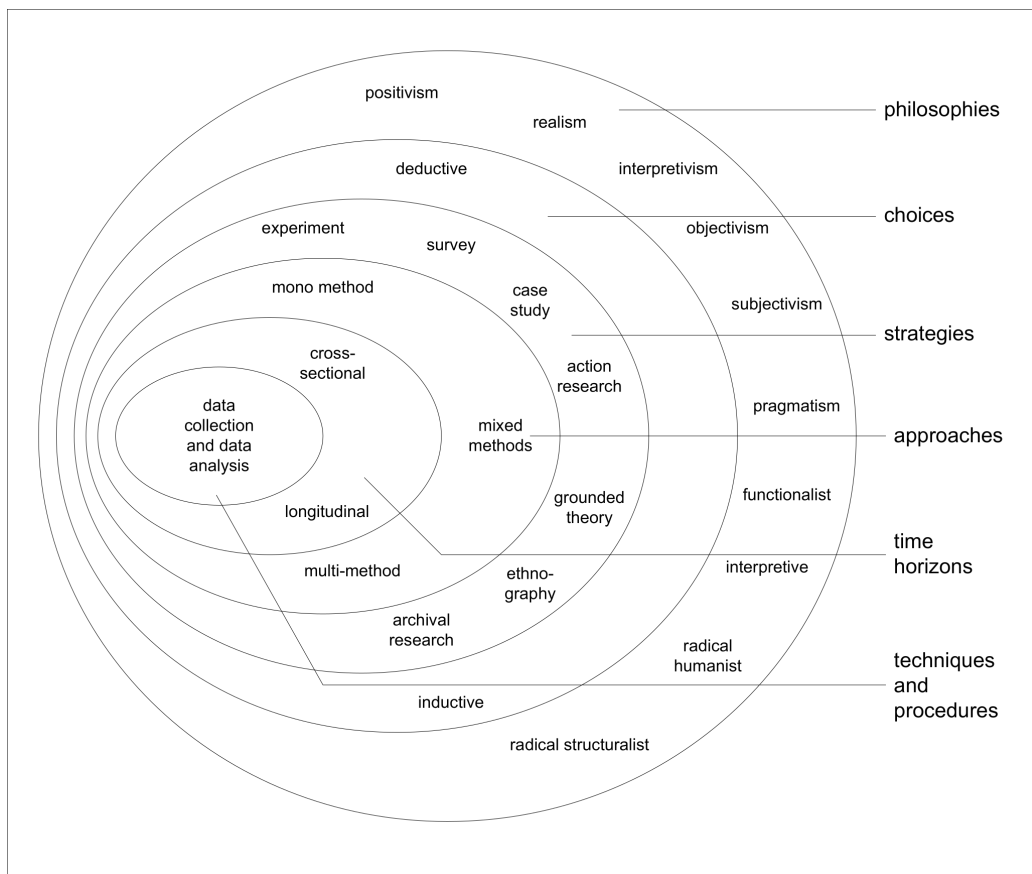 positivism
philosophies
realism
deductive
interpretivism
choices
experiment
objectivism
survey
mono method
case
study
subjectivism
strategies
cross-
sectional
action
research
data
collection
and data
analysis
pragmatism
mixed
methods
approaches
functionalist
grounded
theory
longitudinal
time
horizons
multi-method
interpretive
ethno-
graphy
archival
research
radical
humanist
techniques
and
procedures
inductive
radical structuralist